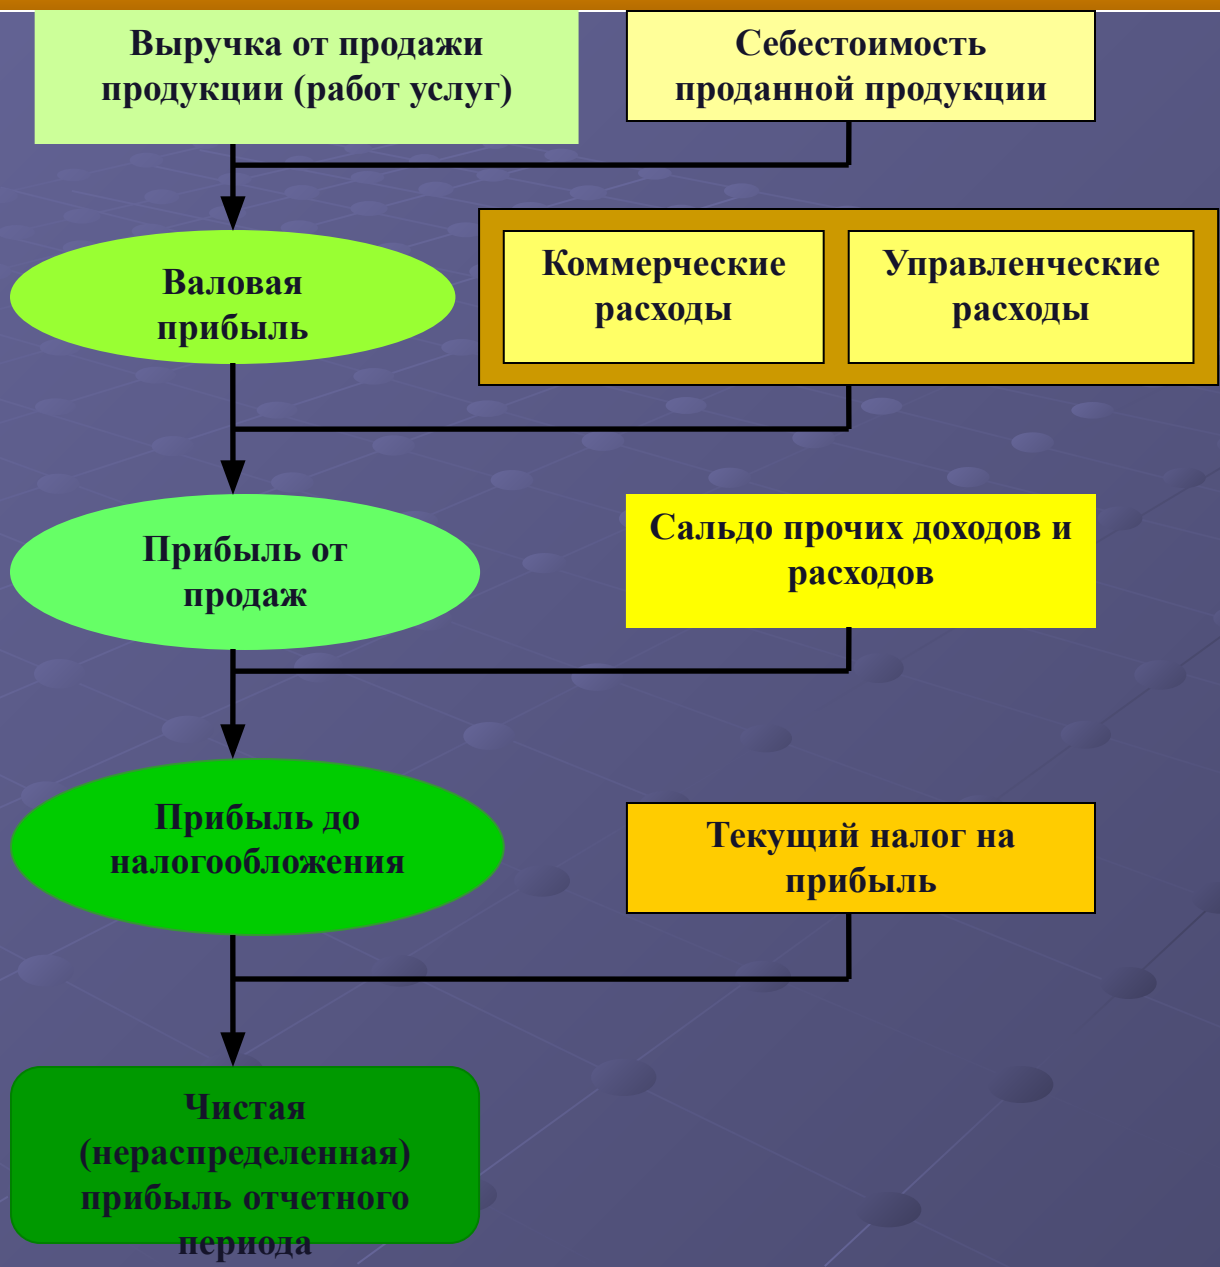 Выручка от продажи
продукции (работ услуг)
Себестоимость
проданной продукции
Валовая
прибыль
Коммерческие
расходы
Управленческие
расходы
Прибыль от
продаж
Сальдо прочих доходов и
расходов
Прибыль до
налогообложения
Текущий налог на
прибыль
Чистая
(нераспределенная)
прибыль отчетного
периода